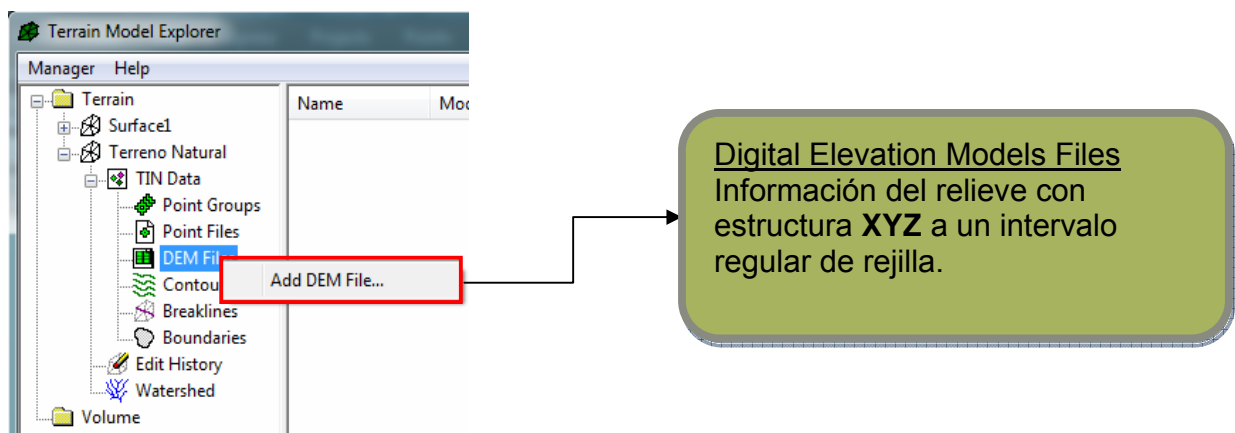 Terrain Model Explorer
Manager Help
Terrain
Surface1
Terreno Natural
TIN Data
Point Groups
Point Files
DEM
Breaklines
Boundaries
Edit History
Watershed
Volume
Name
Add DEM File...
Digital Elevation Models Files
Información del relieve con
estructura XYZ a un intervalo
regular de rejilla.